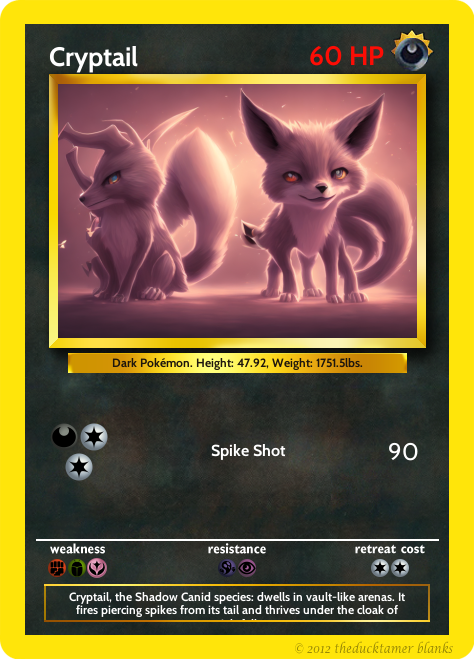 Cryptail
60 HP
Dark Pokémon. Height: 47.92, Weight: 1751.5lbs.
Spike Shot
90
weakness
resistance
retreat cost
Cryptail, the Shadow Canid species: dwells in vault-like arenas. It
fires piercing spikes from its tail and thrives under the cloak of
© 2012 theducktamer blanks